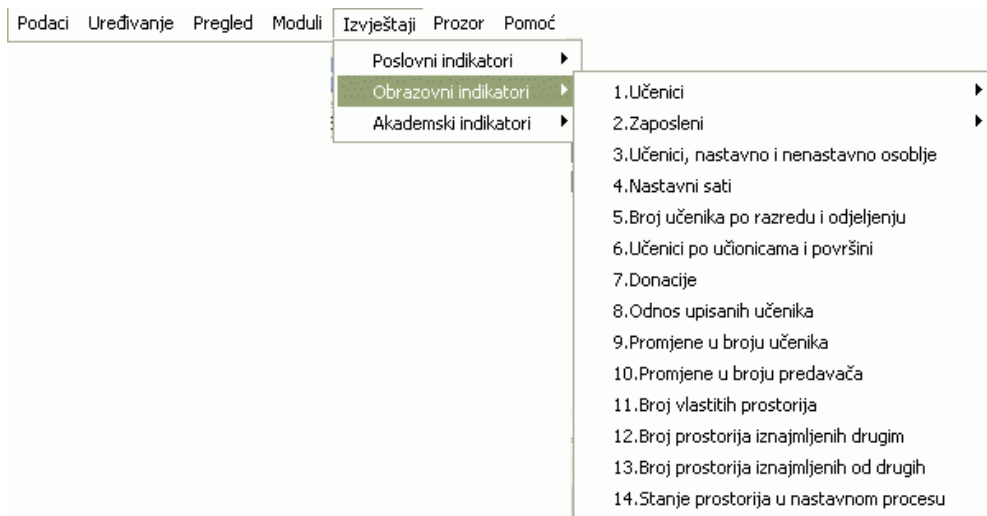 Podaci Uređivanje Pregled Moduli Izvještaji Prozor Pomoć
Poslovni indikatori
Obrazovni indikatori
Akademski indikatori
1.Učenici
2.Zaposleni
3.Učenici, nastavno i nenastavno osoblje
4.Nastavni sati
5.Broj učenika po razredu i odjeljenju
6.Učenici po učionicama i površini
7.Donacije
8.Odnos upisanih učenika
9.Promjene u broju učenika
10.Promjene u broju predavača
11.Broj vlastitih prostorija
12.Broj prostorija iznajmljenih drugim
13.Broj prostorija iznajmljenih od drugih
14.Stanje prostorija u nastavnom procesu